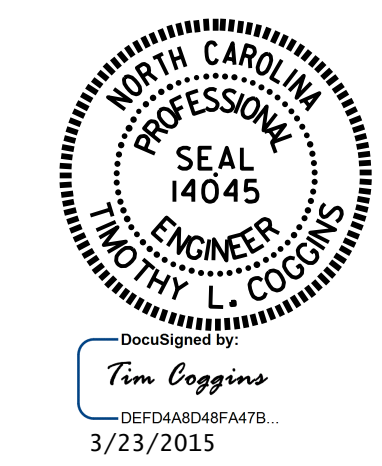 NORTH CAROLINA
PROFESSIONAL
SEAL
14045
ENGINEER
TIMOTHY L. COGGINS
DocuSigned by:
Tim Coggins
DEFD4A8D48FA47B...
3/23/2015